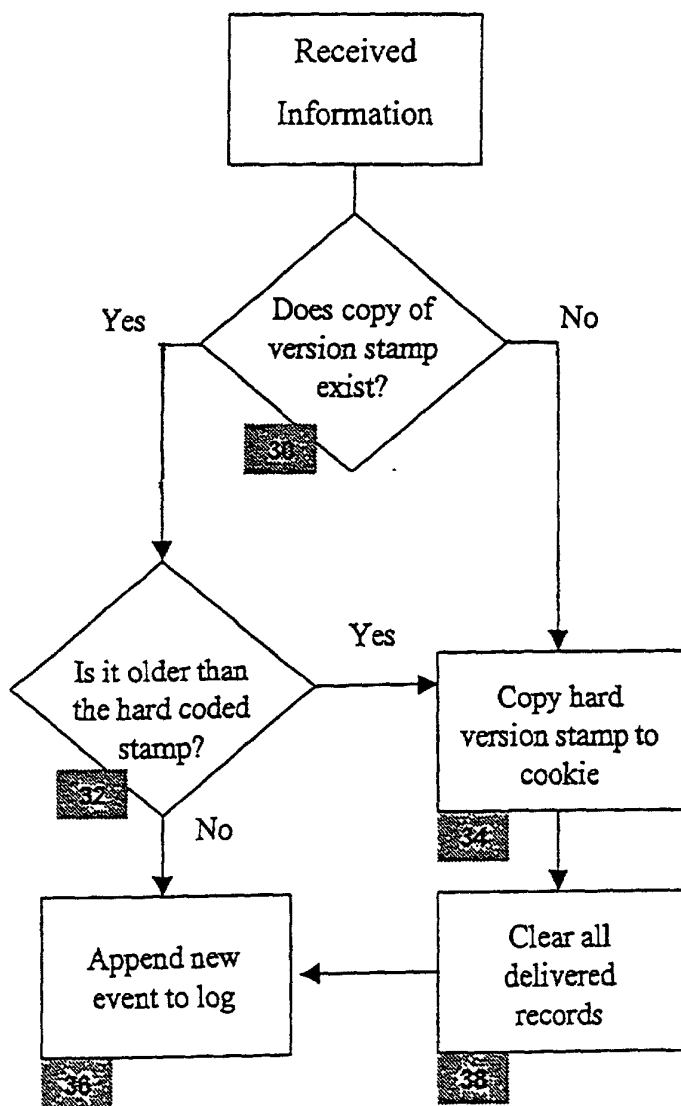 Received
Information
Yes
Does copy of
version stamp
exist?
No
30
Is it older than
the hard coded
stamp?
Yes
32
No
Copy hard
version stamp to
cookie
34
Append new
event to log
36
Clear all
delivered
records
38